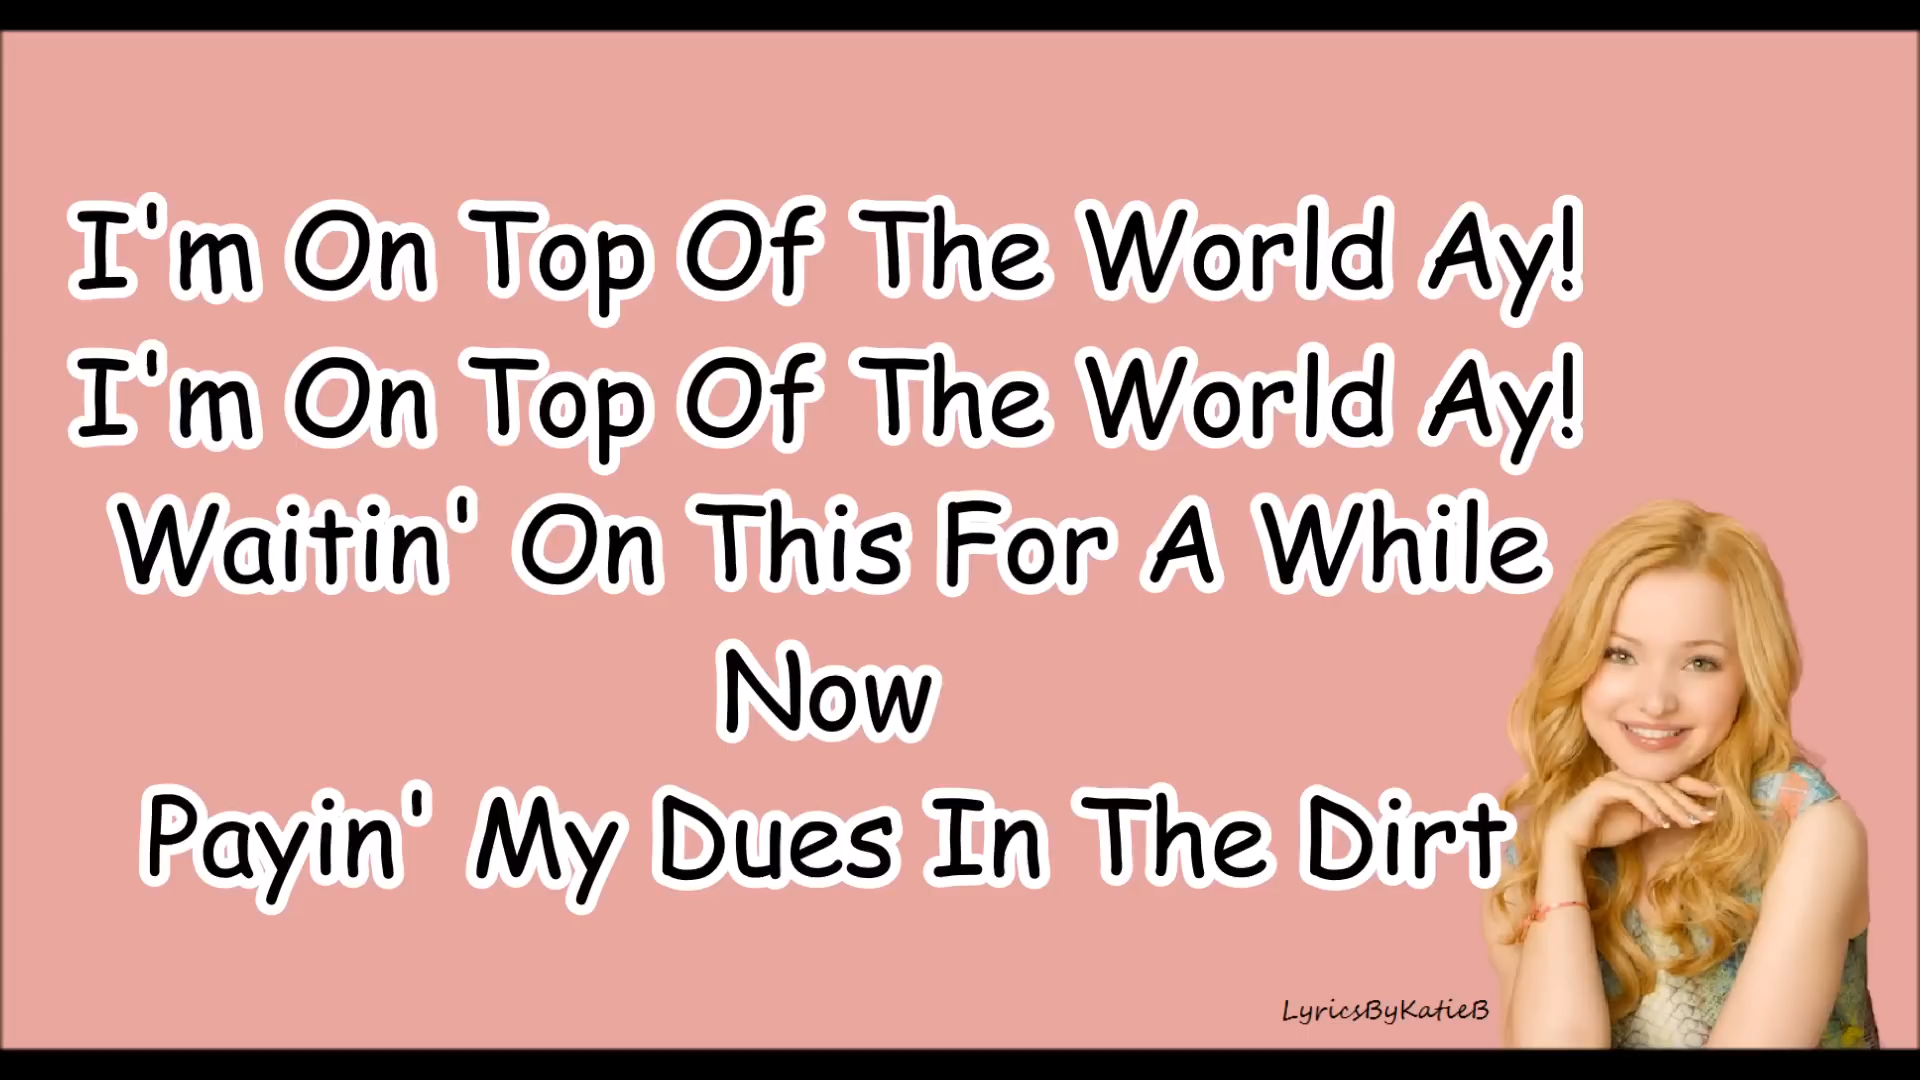 I'm On Top Of The World Ay!
I'm On Top Of The World Ay!
Waitin' On This For A While
Now
Payin' My Dues In The Dirt
LyricsByKatieB